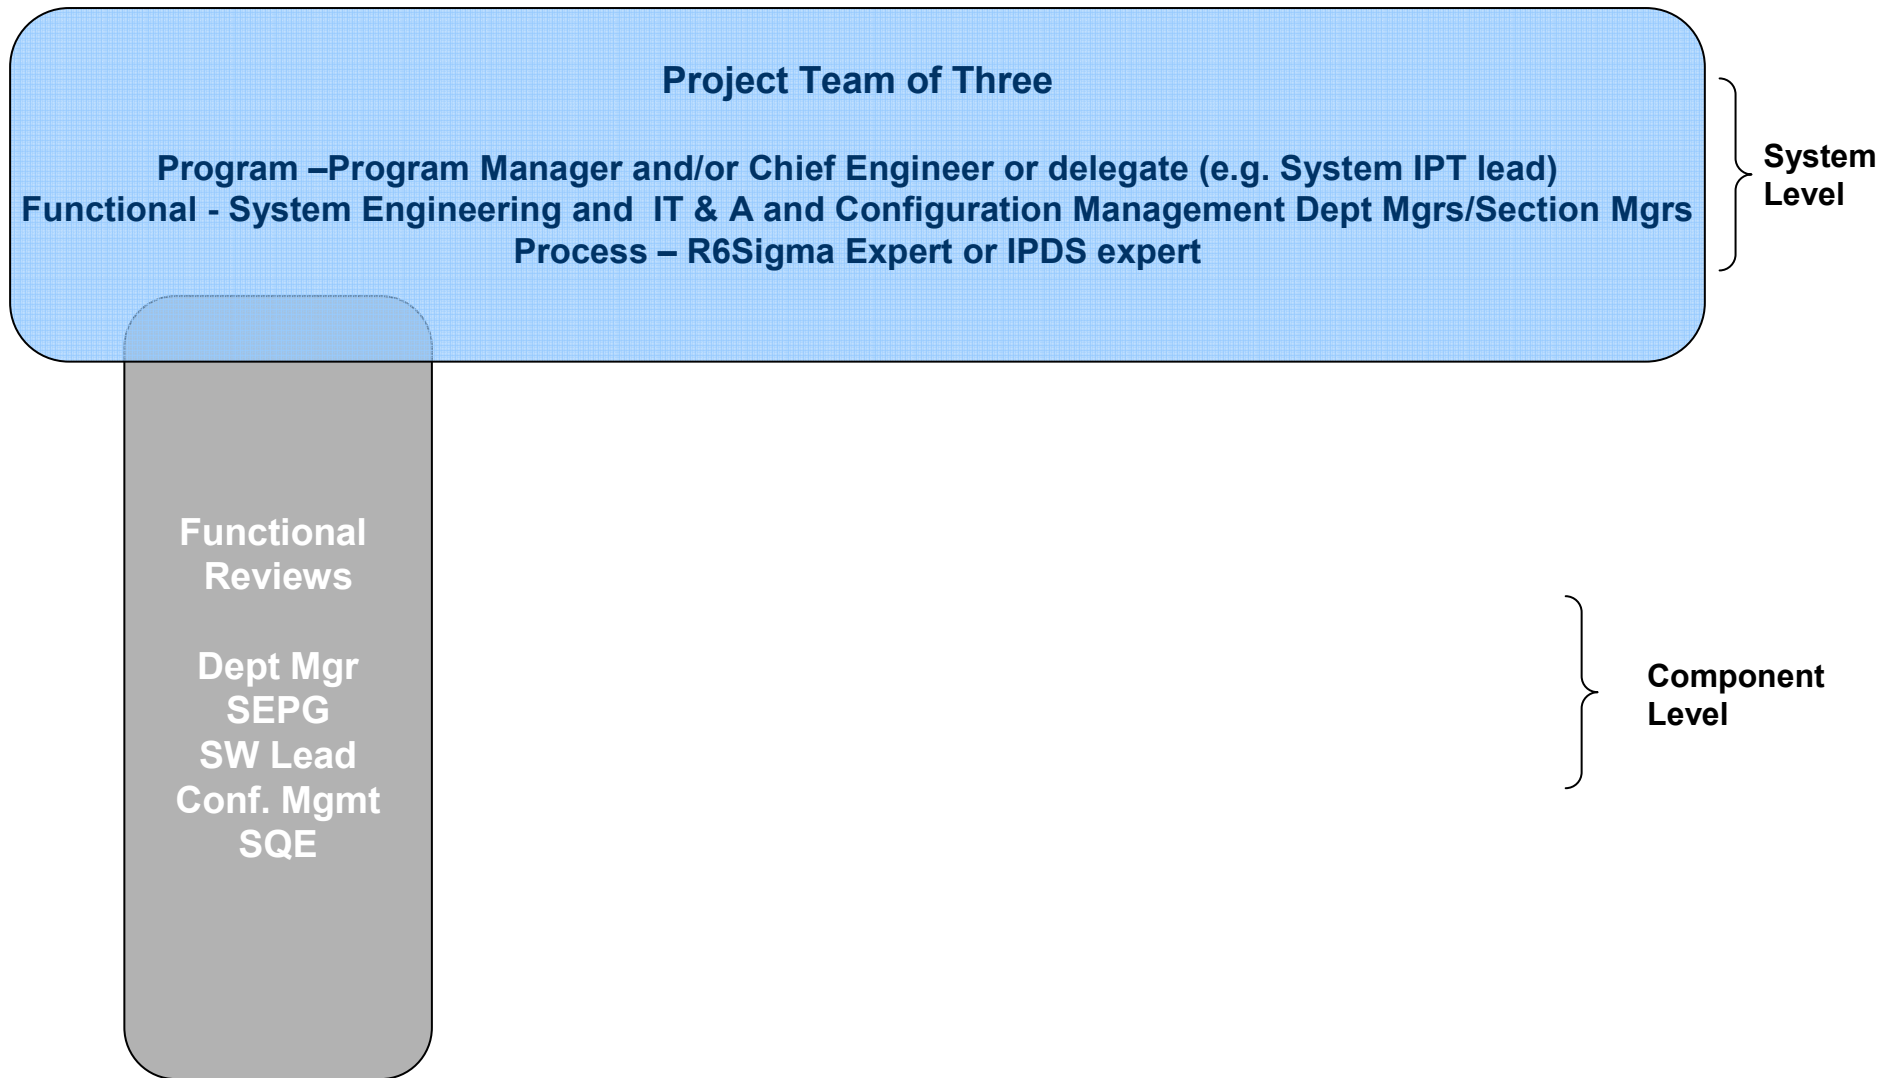 Project Team of Three
Program –Program Manager and/or Chief Engineer or delegate (e.g. System IPT lead)
Functional - System Engineering and  IT & A and Configuration Management Dept Mgrs/Section Mgrs
Process – R6Sigma Expert or IPDS expert
System
Level
Functional
Reviews
Dept Mgr
SEPG
SW Lead
Conf. Mgmt
SQE
Component
Level